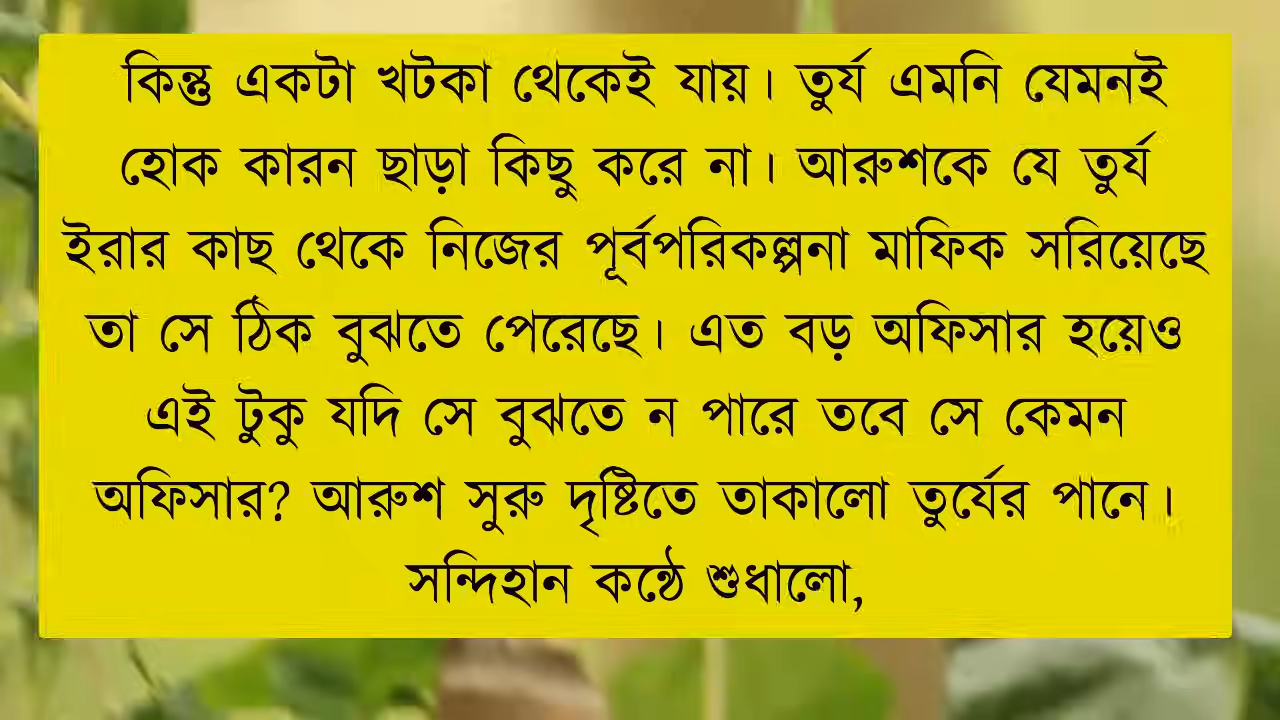 কিন্তু একটা খটকা থেকেই যায়। তুর্য এমনি যেমনই
হোক কারন ছাড়া কিছু করে না। আরুশকে যে তুর্য
ইরার কাছ থেকে নিজের পূর্বপরিকল্পনা মাফিক সরিয়েছে
তা সে ঠিক বুঝতে পেরেছে। এত বড় অফিসার হয়েও
এই টুকু যদি সে বুঝতে ন পারে তবে সে কেমন
অফিসার? আরুশ সুরু দৃষ্টিতে তাকালো তুর্যের পানে।
সন্দিহান কন্ঠে শুধালো,